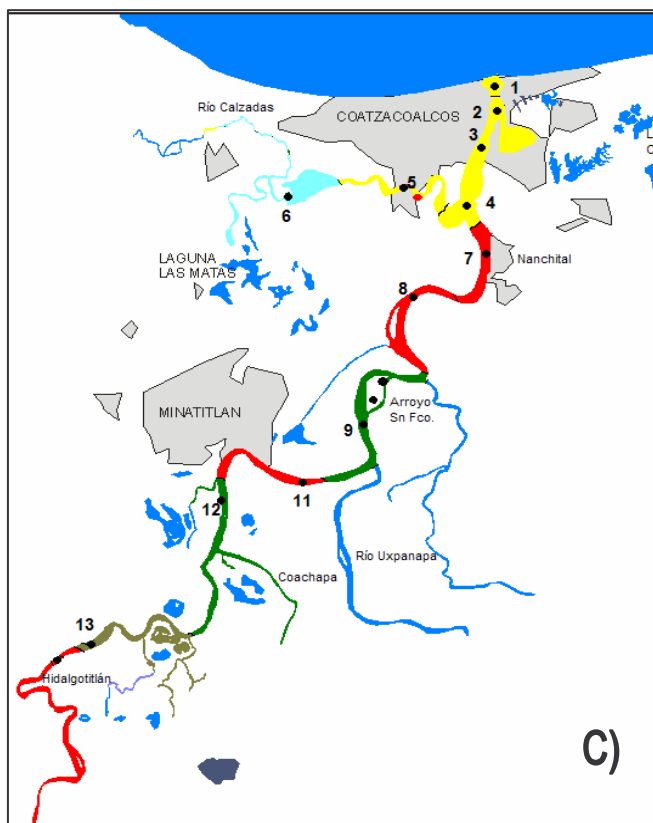 1
Río Calzadas
2
COATZACOALCOS
L
3
C
5
6
4
LAGUNA
LAS MATAS
7
Nanchital
8
MINATITLAN
Arroyo
Sn Fco.
9
11
12
Río Uxpanapa
Coachapa
13
Hidalgotitlán
C)